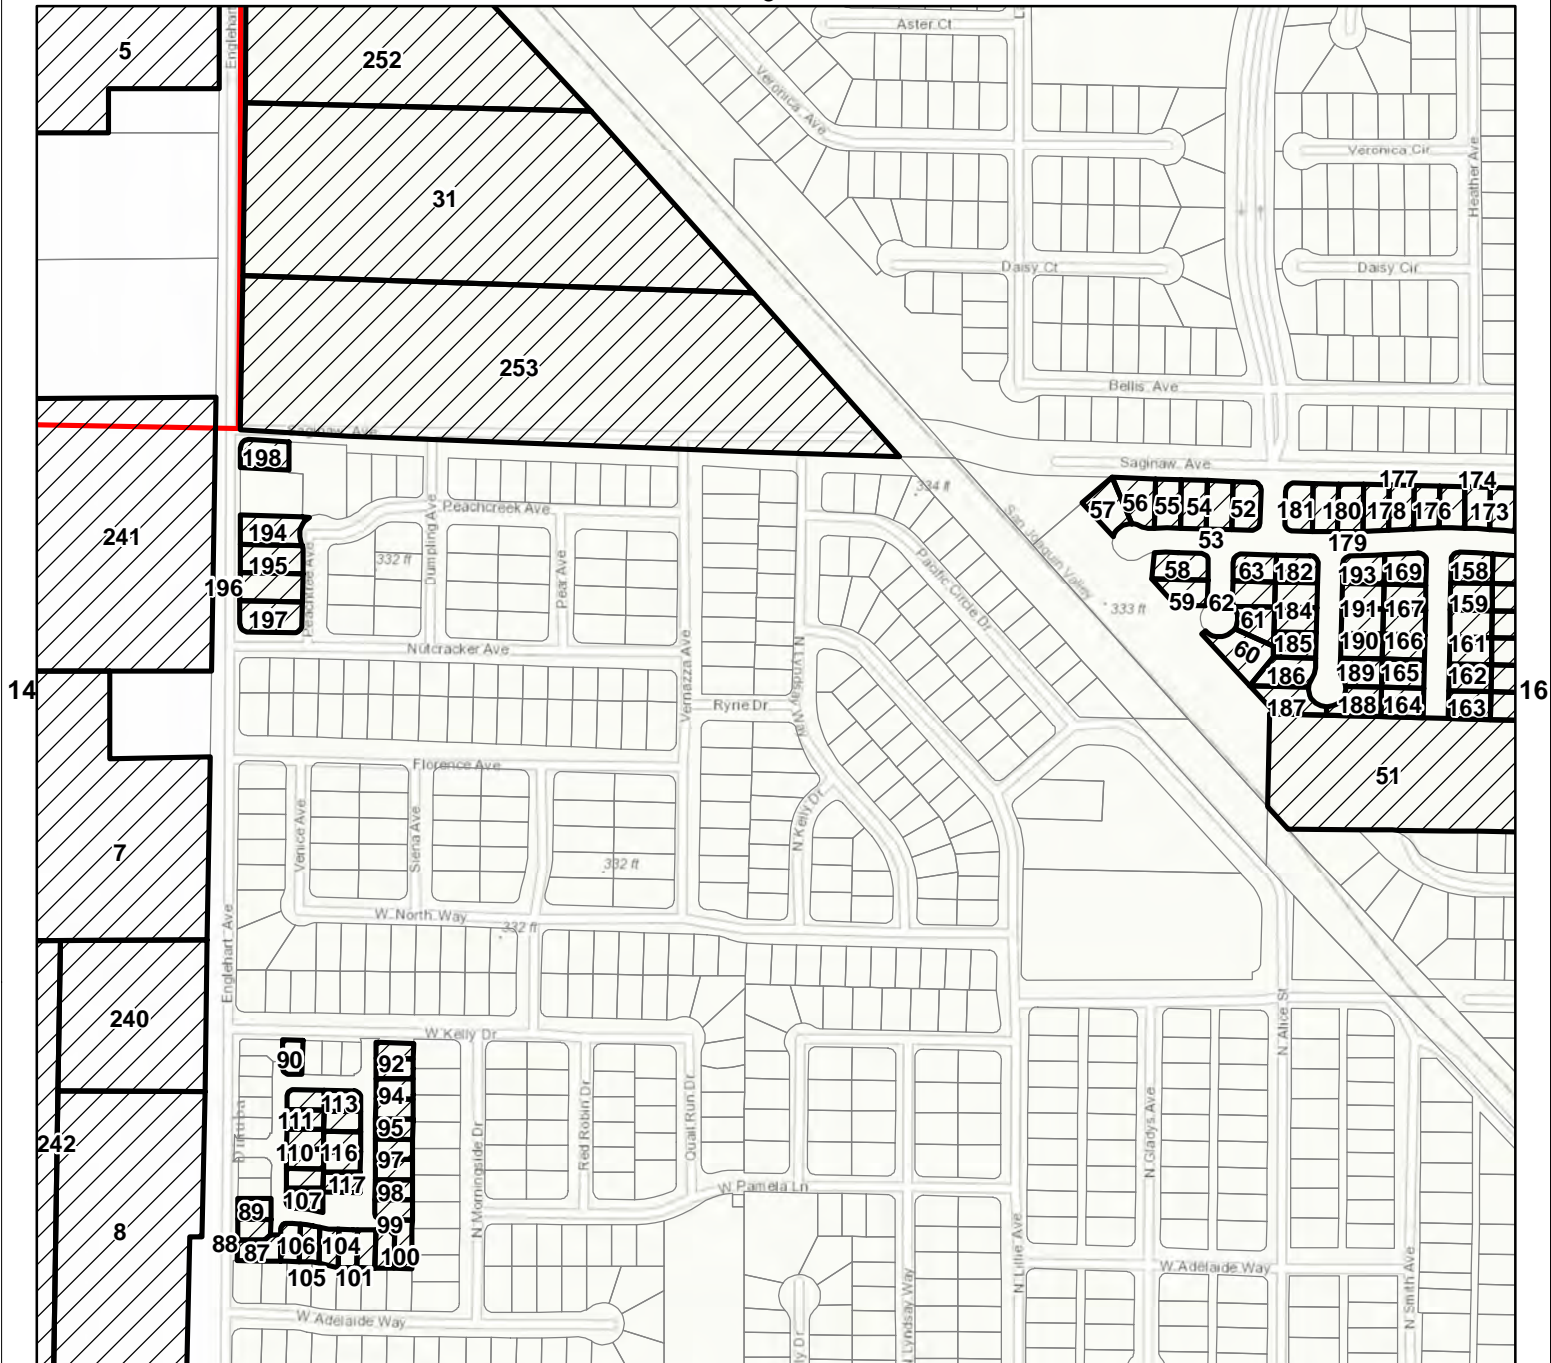 Aster Ct
Englehart
5
252
Veronica Ave
Veronica Cir
Heather Ave
31
Daisy Ct
Daisy Cir
253
Bellis Ave
Saginaw Ave
198
Saginaw Ave
177
174
334 ft
57
56
55
54
52
181
180
178
176
173
Peachcreek Ave
Dumpling Ave
San Joaquin Valley
194
241
53
179
195
332 ft
Pear Ave
Peachtree Ave
Pacific Circle Dr
58
63
182
193
169
158
196
59
62
333 ft
184
191
167
159
197
61
185
190
166
161
Nutcracker Ave
Vernazza Ave
N Lyndsay Way
60
186
189
165
162
14
16
187
188
164
163
Ryrie Dr
Florence Ave
51
Venice Ave
Siena Ave
N Kelly Dr
7
332 ft
W North Way
332 ft
Englehart Ave
N Alice St
240
W Kelly Dr
90
92
94
113
111
95
242
110
116
97
117
98
107
89
99
88
87
106
104
100
105
101
8
N Morningside Dr
Red Robin Dr
Quail Run Dr
W Pamela Ln
N Gladys Ave
N Lillie Ave
W Adelaide Way
N Smith Ave
N Lyndsay Way
W Adelaide Way
ly Dr